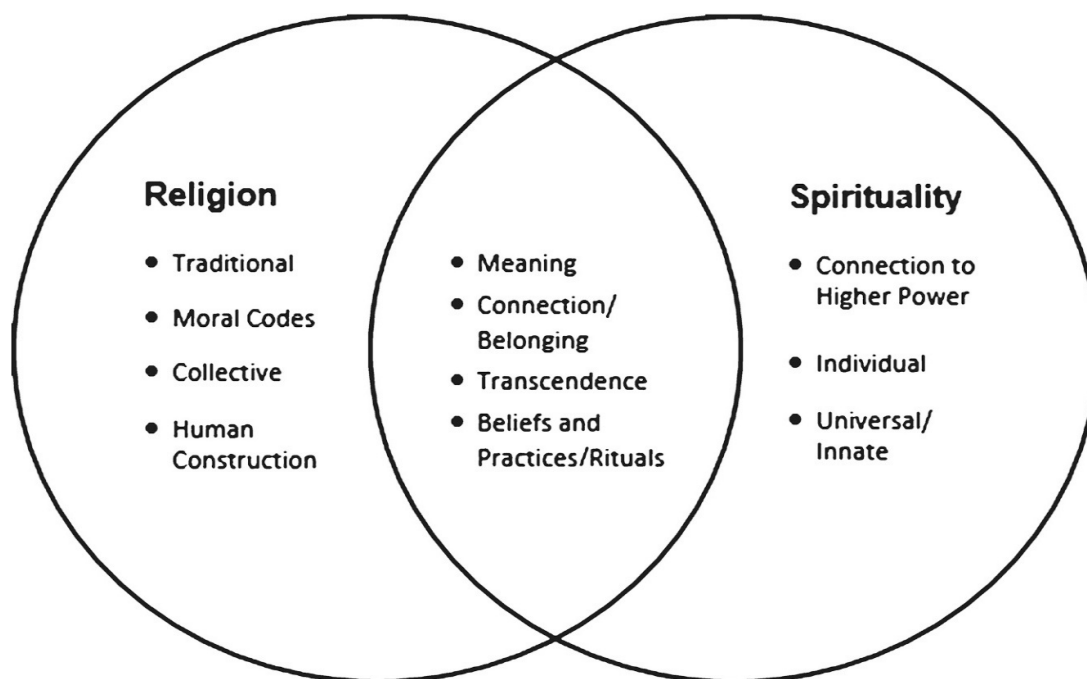 Religion
• Traditional
• Moral Codes
• Collective
• Human
Construction
• Meaning
• Connection/
Belonging
• Transcendence
• Beliefs and
Practices/Rituals
Spirituality
• Connection to
Higher Power
• Individual
• Universal/
Innate